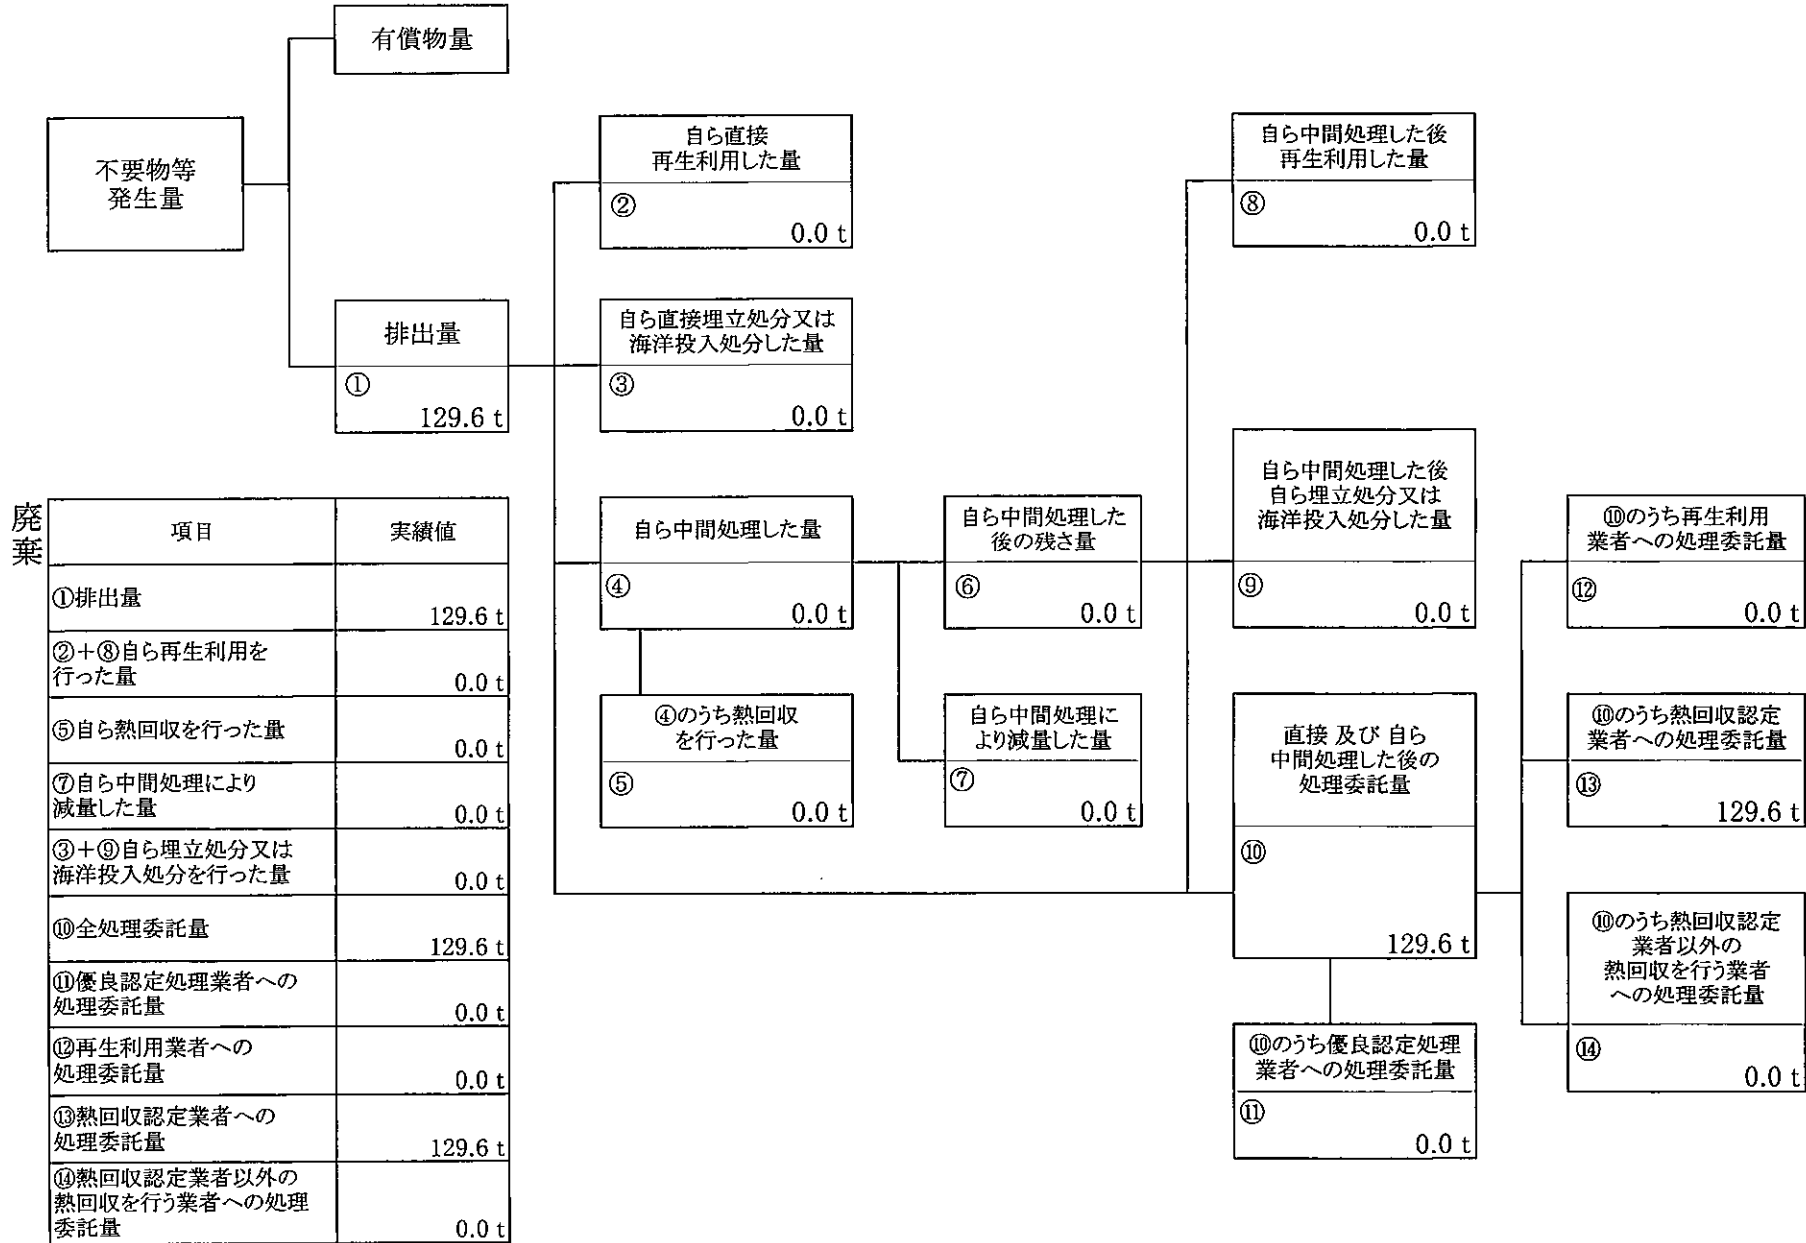 有償物量
不要物等
発生量
自ら直接
再生利用した量
②
0.0 t
自ら中間処理した後
再生利用した量
⑧
0.0 t
排出量
①
129.6 t
自ら直接埋立処分又は
海洋投入処分した量
③
0.0 t
自ら中間処理した量
④
0.0 t
自ら中間処理した
後の残さ量
⑥
0.0 t
自ら中間処理した後
自ら埋立処分又は
海洋投入処分した量
⑨
0.0 t
⑩のうち再生利用
業者への処理委託量
⑫
0.0 t
④のうち熱回収
を行った量
⑤
0.0 t
自ら中間処理に
より減量した量
⑦
0.0 t
直接 及び 自ら
中間処理した後の
処理委託量
⑩
129.6 t
⑩のうち熱回収認定
業者への処理委託量
⑬
129.6 t
⑩のうち熱回収認定
業者以外の
熱回収を行う業者
への処理委託量
⑭
0.0 t
⑩のうち優良認定処理
業者への処理委託量
⑪
0.0 t
廃棄
項目 実績値
①排出量
129.6 t
②+⑧自ら再生利用を
行った量
0.0 t
⑤自ら熱回収を行った量
0.0 t
⑦自ら中間処理により
減量した量
0.0 t
③+⑨自ら埋立処分又は
海洋投入処分を行った量
0.0 t
⑩全処理委託量
129.6 t
⑪優良認定処理業者への
処理委託量
0.0 t
⑫再生利用業者への
処理委託量
0.0 t
⑬熱回収認定業者への
処理委託量
129.6 t
⑭熱回収認定業者以外の
熱回収を行う業者への処理
委託量
0.0 t